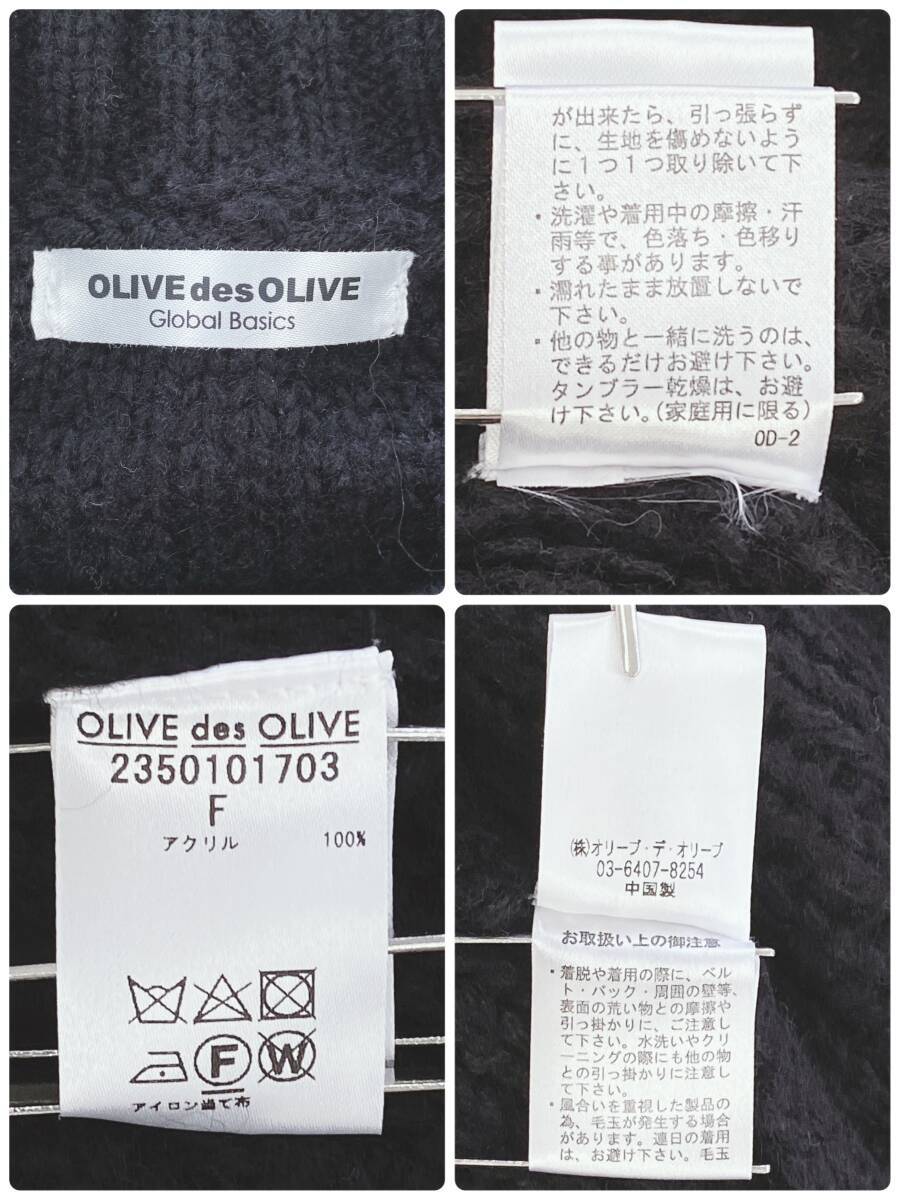 OLIVE des OLIVE
Global Basics
が出来たら、引っ張らず
に、生地を傷めないよう
に１つ１つ取り除いて下
さい。
・洗濯や着用中の摩擦・汗
雨等で、色落ち・色移り
する事があります。
・濡れたまま放置しないで
下さい。
・他の物と一緒に洗うのは、
できるだけお避け下さい。
タンブラー乾燥は、お避
け下さい。(家庭用に限る)
OD-2
OLIVE des OLIVE
2350101703
F
アクリル 100%
F W
アイロン当て布
(株)オリーブ・デ・オリーブ
03-6407-8254
中国製
お取扱い上の御注意
・着脱や着用の際に、ベル
ト・バック・周囲の壁等、
表面の荒い物との摩擦や
引っ掛かりに、ご注意し
て下さい。水洗いやクリ
ーニングの際にも他の物
との引っ掛かりに注意し
て下さい。
・風合いを重視した製品の
為、毛玉が発生する場合
があります。連日の着用
は、お避け下さい。毛玉